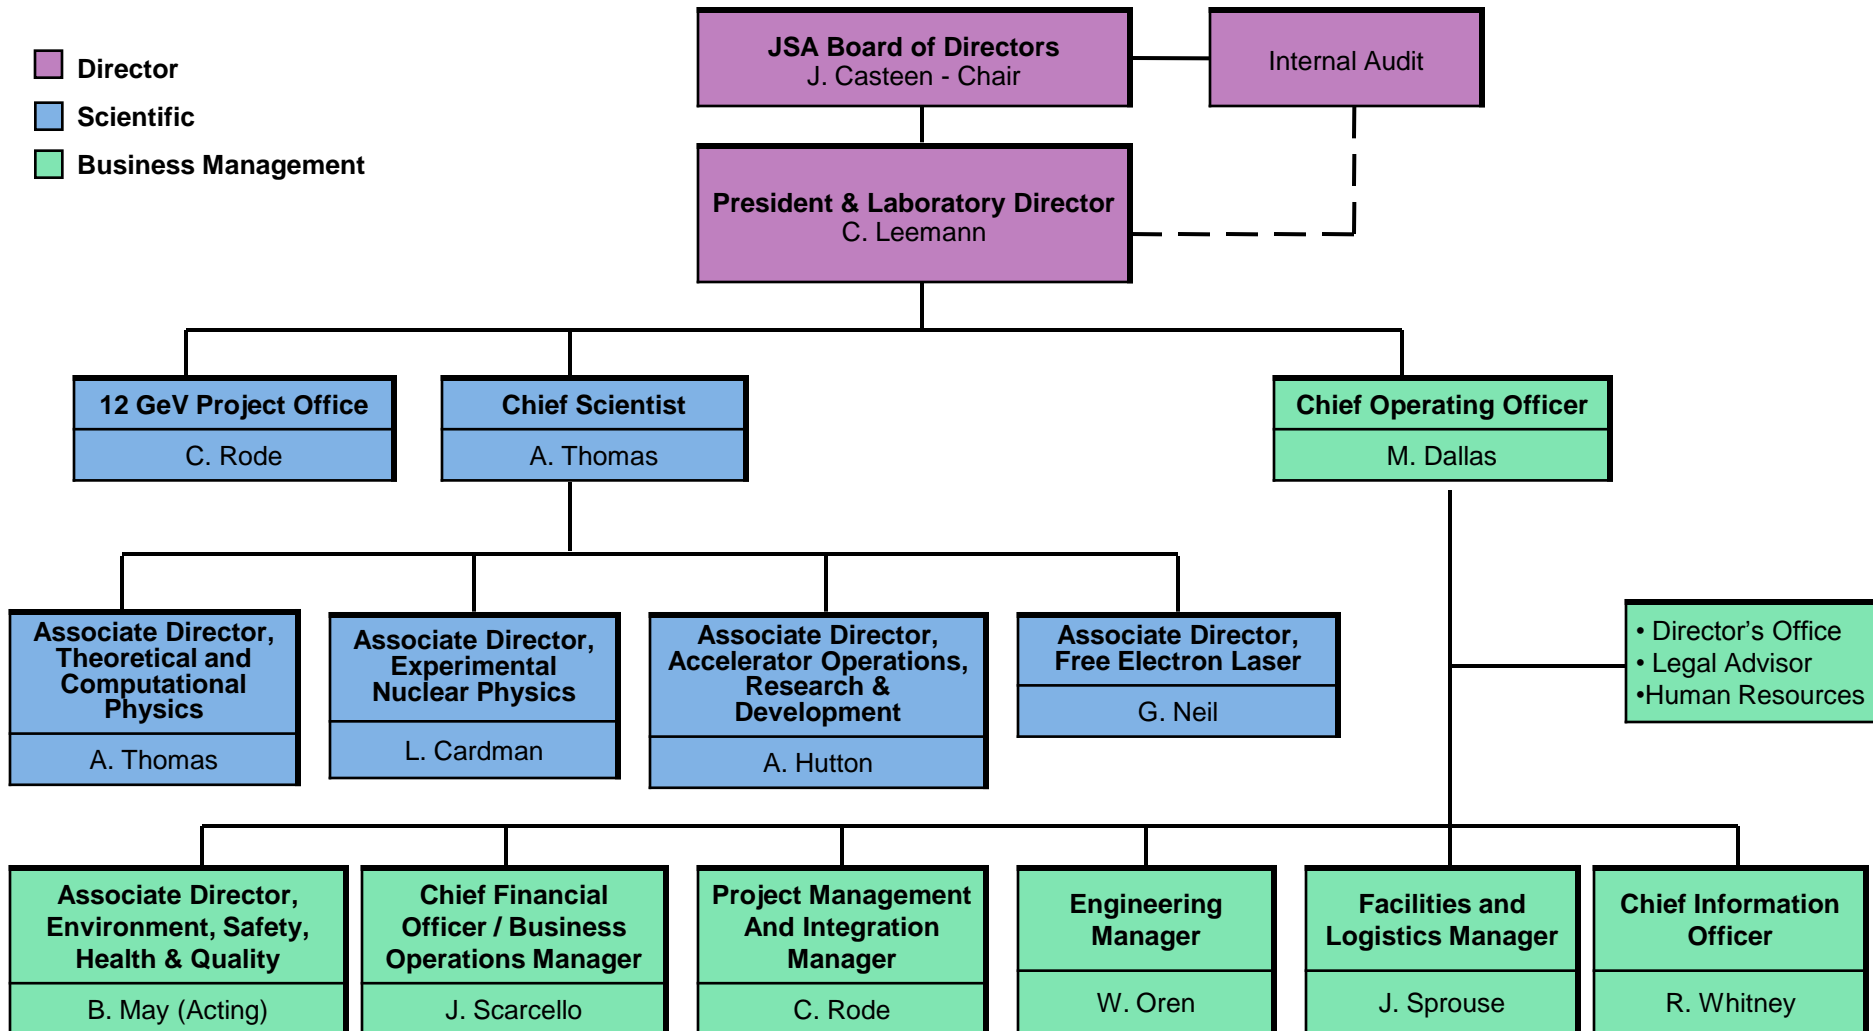 Director
Scientific
Business Management
JSA Board of Directors
J. Casteen - Chair
Internal Audit
President & Laboratory Director
C. Leemann
12 GeV Project Office
C. Rode
Chief Scientist
A. Thomas
Chief Operating Officer
M. Dallas
Associate Director,
Theoretical and
Computational
Physics
A. Thomas
Associate Director,
Experimental
Nuclear Physics
L. Cardman
Associate Director,
Accelerator Operations,
Research &
Development
A. Hutton
Associate Director,
Free Electron Laser
G. Neil
• Director’s Office
• Legal Advisor
•Human Resources
Associate Director,
Environment, Safety,
Health & Quality
B. May (Acting)
Chief Financial
Officer / Business
Operations Manager
J. Scarcello
Project Management
And Integration
Manager
C. Rode
Engineering
Manager
W. Oren
Facilities and
Logistics Manager
J. Sprouse
Chief Information
Officer
R. Whitney